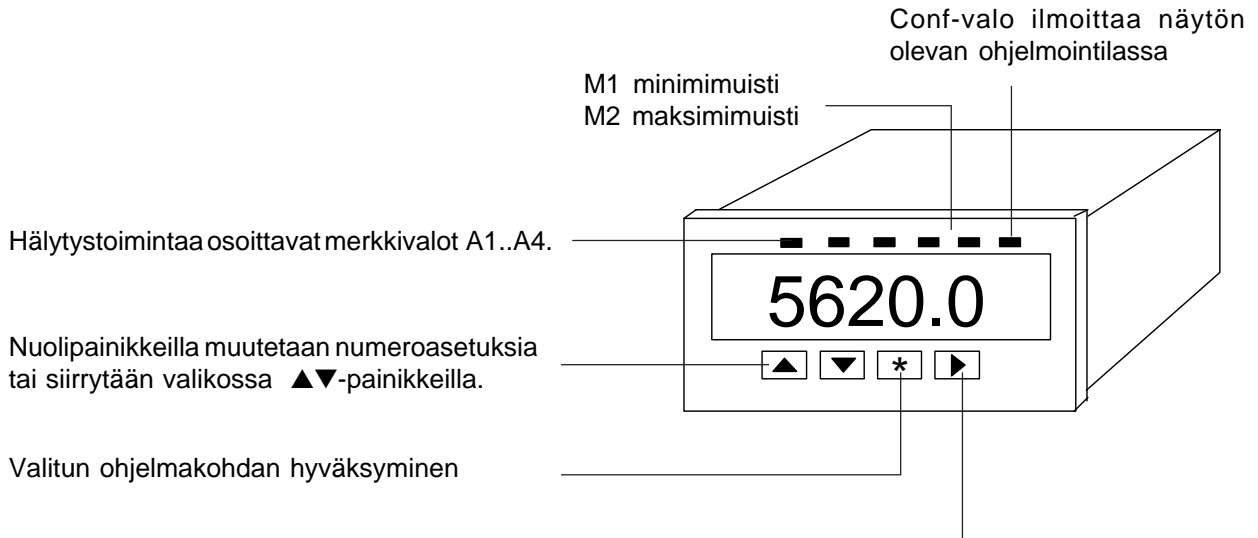 Conf-valo ilmoittaa näytön
olevan ohjelmointilassa
M1 minimimuisti
M2 maksimimuisti
Hälytystoimintaa osoittavat merkkivalot A1..A4.
5620.0
Nuolipainikkeilla muutetaan numeroasetuksia
tai siirrytään valikossa ▲▼-painikkeilla.
▲ ▼ * ▶
Valitun ohjelmakohdan hyväksyminen